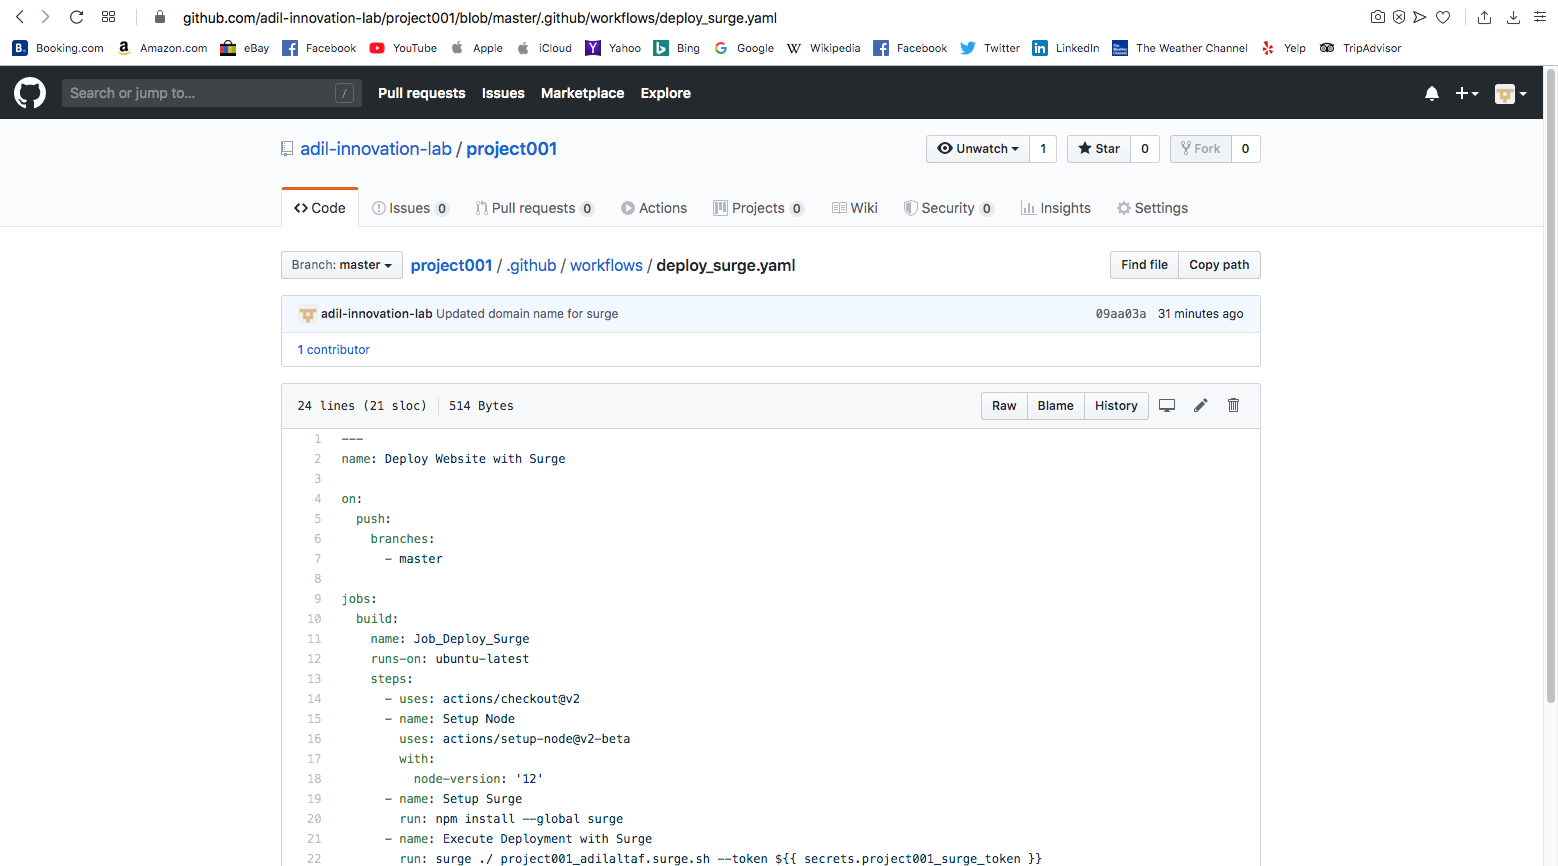 github.com/adil-innovation-lab/project001/blob/master/.github/workflows/deploy_surge.yaml
B. Booking.com a Amazon.com eBay Facebook YouTube Apple iCloud Yahoo Bing Google W Wikipedia Facebook Twitter in LinkedIn The Weather Channel Yelp TripAdvisor
Search or jump to... / Pull requests Issues Marketplace Explore
adil-innovation-lab / project001 Unwatch 1 Star 0 Fork 0
Code Issues 0 Pull requests 0 Actions Projects 0 Wiki Security 0 Insights Settings
Branch: master project001 / .github / workflows / deploy_surge.yaml Find file Copy path
adil-innovation-lab Updated domain name for surge 09aa03a 31 minutes ago
1 contributor
24 lines (21 sloc) 514 Bytes Raw Blame History
1 ---
2 name: Deploy Website with Surge
3
4 on:
5 push:
6 branches:
7 - master
8
9 jobs:
10 build:
11 name: Job_Deploy_Surge
12 runs-on: ubuntu-latest
13 steps:
14 - uses: actions/checkout@v2
15 - name: Setup Node
16 uses: actions/setup-node@v2-beta
17 with:
18 node-version: '12'
19 - name: Setup Surge
20 run: npm install --global surge
21 - name: Execute Deployment with Surge
22 run: surge ./ project001_adilaltaf.surge.sh --token ${{ secrets.project001_surge_token }}